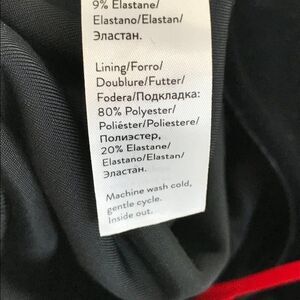 9% Elastane/
Elastano/Elastan/
Эластан.
Lining/Forro/
Doublure/Futter/
Fodera/Подкладка:
80% Polyester/
Poliéster/Poliestere/
Полиэстер,
20% Elastane/
Elastano/Elastan/
Эластан.
Machine wash cold,
gentle cycle.
Inside out.